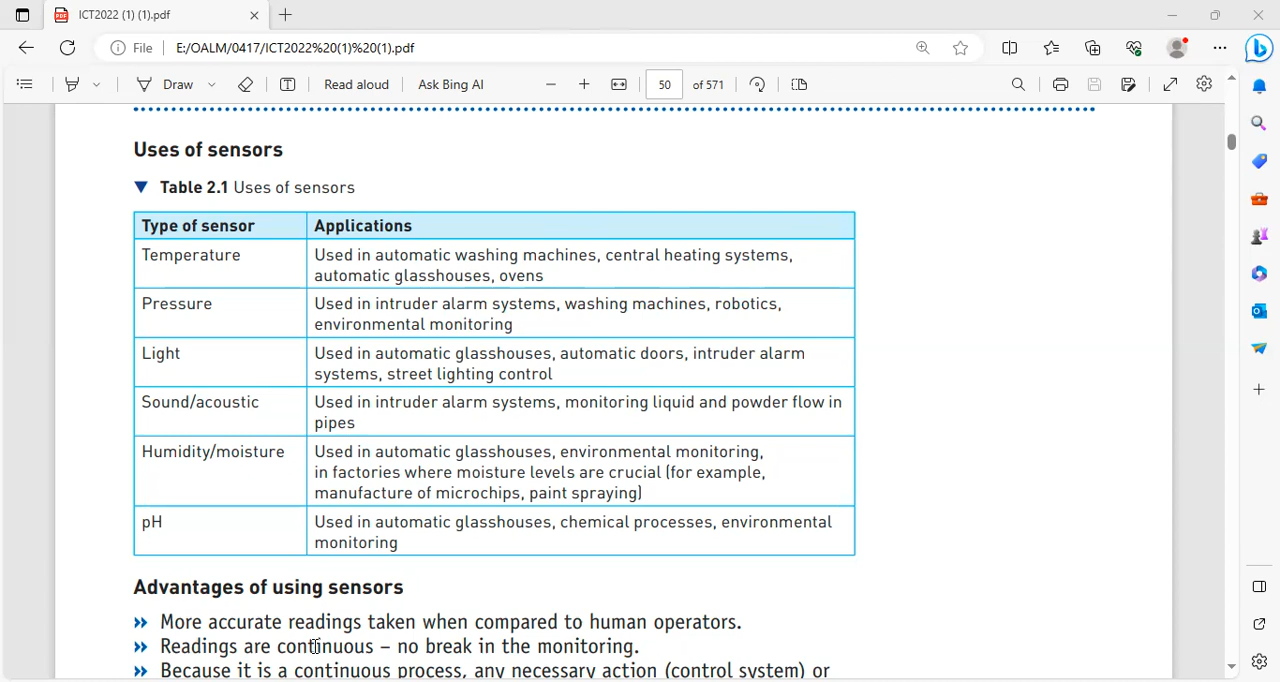 ICT2022 (1) (1).pdf
File E:/OALM/0417/ICT2022%20(1)%20(1).pdf
Draw Read aloud Ask Bing AI 50 of 571
Uses of sensors
▼ Table 2.1 Uses of sensors
Type of sensor Applications
Temperature Used in automatic washing machines, central heating systems,
automatic glasshouses, ovens
Pressure Used in intruder alarm systems, washing machines, robotics,
environmental monitoring
Light Used in automatic glasshouses, automatic doors, intruder alarm
systems, street lighting control
Sound/acoustic Used in intruder alarm systems, monitoring liquid and powder flow in
pipes
Humidity/moisture Used in automatic glasshouses, environmental monitoring,
in factories where moisture levels are crucial (for example,
manufacture of microchips, paint spraying)
pH Used in automatic glasshouses, chemical processes, environmental
monitoring
Advantages of using sensors
» More accurate readings taken when compared to human operators.
» Readings are continuous – no break in the monitoring.
» Because it is a continuous process, any necessary action (control system) or